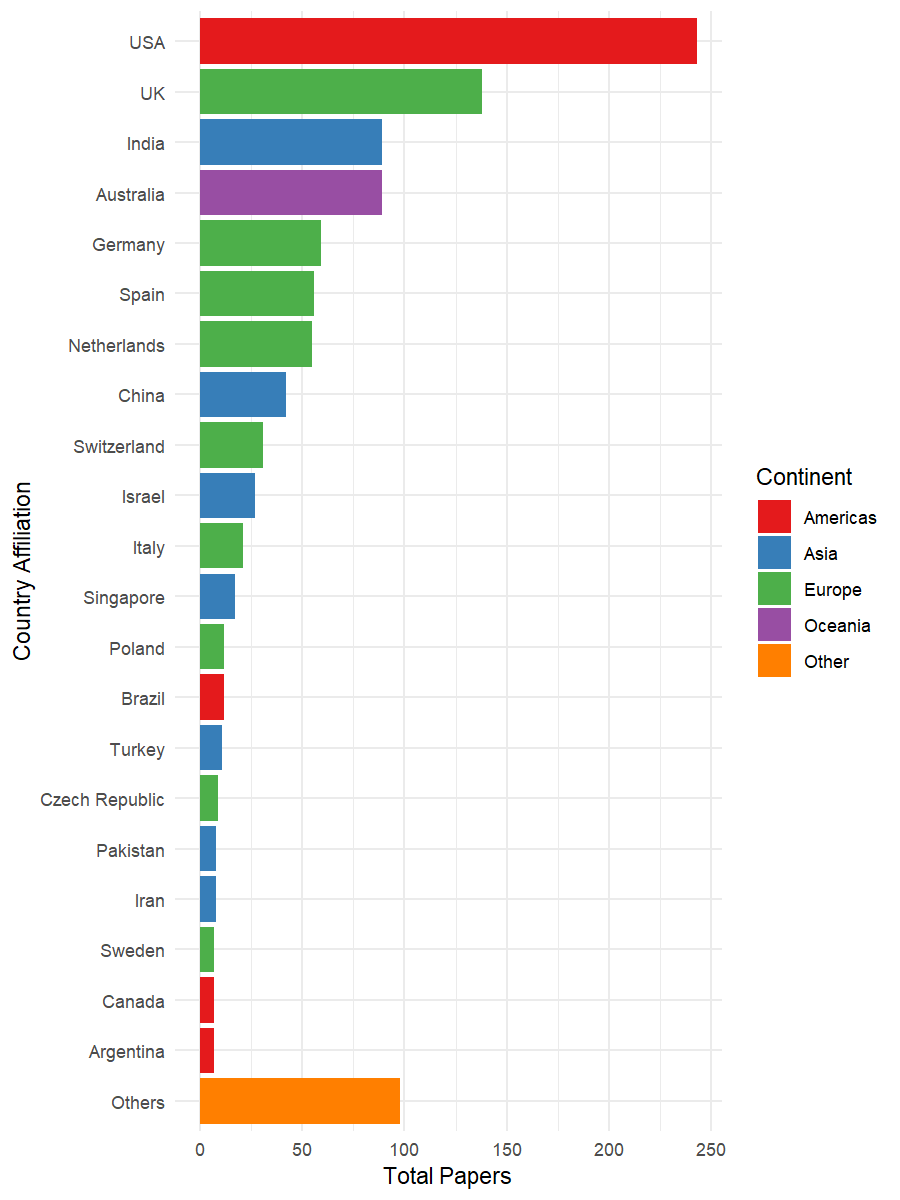 Country Affiliation
USA
UK
India
Australia
Germany
Spain
Netherlands
China
Switzerland
Israel
Italy
Singapore
Poland
Brazil
Turkey
Czech Republic
Pakistan
Iran
Sweden
Canada
Argentina
Others
0 50 100 150 200 250
Total Papers
Continent
Americas
Asia
Europe
Oceania
Other